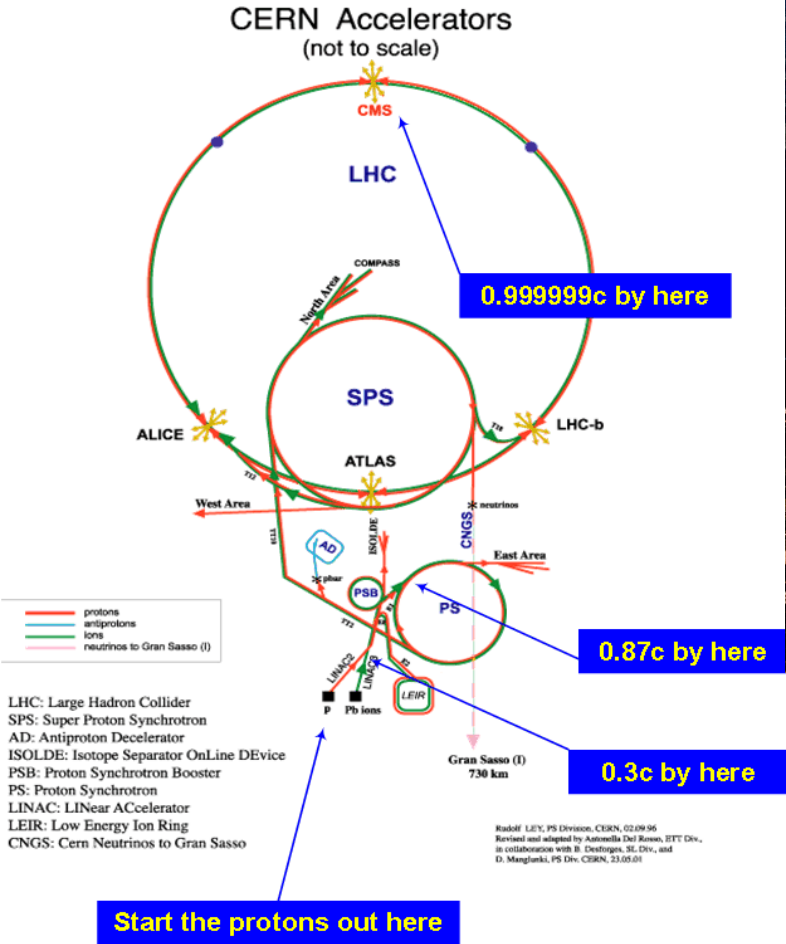 CERN Accelerators
(not to scale)
CMS
LHC
0.999999c by here
COMPASS
North Area
SPS
ALICE
LHC-b
TI8
ATLAS
TI2
West Area
neutrinos
CNGS
ISOLDE
TT10
AD
East Area
pbar
PSB
PS
TT2
protons
antiprotons
ions
neutrinos to Gran Sasso (I)
0.87c by here
E2
LINAC2
LINAC3
LEIR
p
Pb ions
LHC: Large Hadron Collider
SPS: Super Proton Synchrotron
AD: Antiproton Decelerator
ISOLDE: Isotope Separator OnLine DEvice
PSB: Proton Synchrotron Booster
PS: Proton Synchrotron
LINAC: LINear ACcelerator
LEIR: Low Energy Ion Ring
CNGS: Cern Neutrinos to Gran Sasso
Gran Sasso (I)
730 km
0.3c by here
Rudolf LEY, PS Division, CERN, 02.09.96
Revised and adapted by Antonella Del Rosso, ETT Div.,
in collaboration with B. Desforges, SL Div., and
D. Manglunki, PS Div. CERN, 23.05.01
Start the protons out here